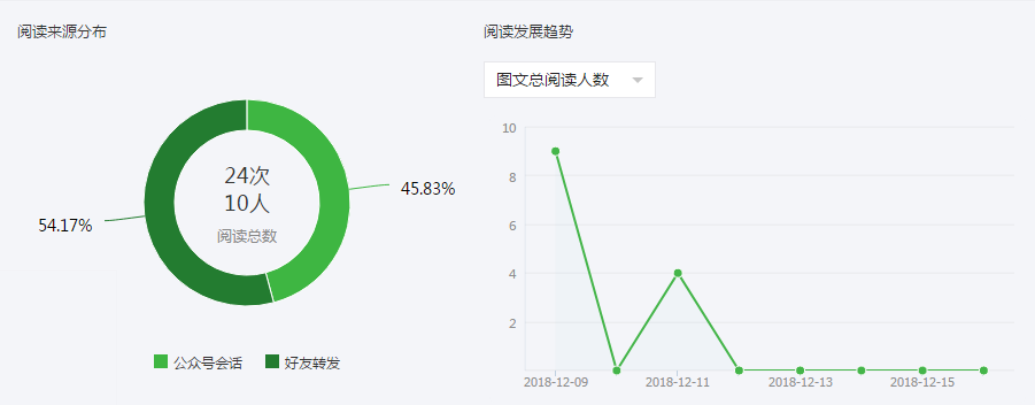 阅读来源分布
24次
10人
阅读总数
45.83%
54.17%
公众号会话
好友转发
阅读发展趋势
图文总阅读人数
10
8
6
4
2
2018-12-09 2018-12-11 2018-12-13 2018-12-15